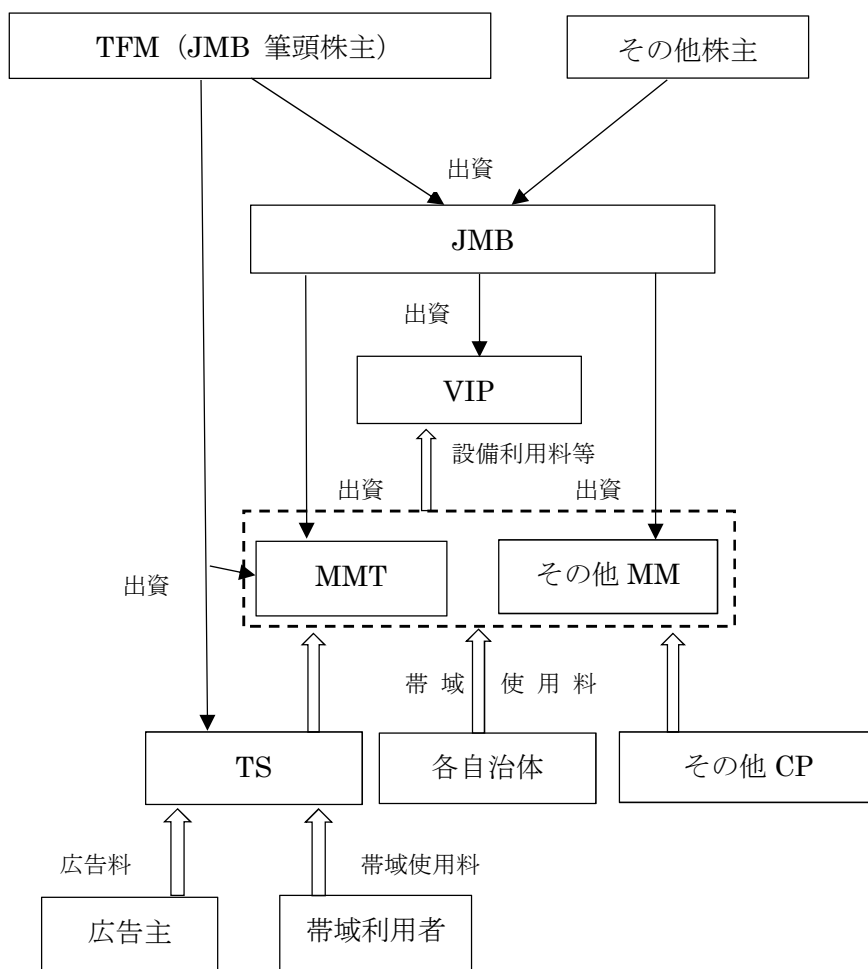 TFM（JMB 筆頭株主）
その他株主
出資
JMB
出資
VIP
設備利用料等
出資
出資
MMT
その他 MM
出資
帯 域 使 用 料
TS
各自治体
その他 CP
広告料
帯域使用料
広告主
帯域利用者